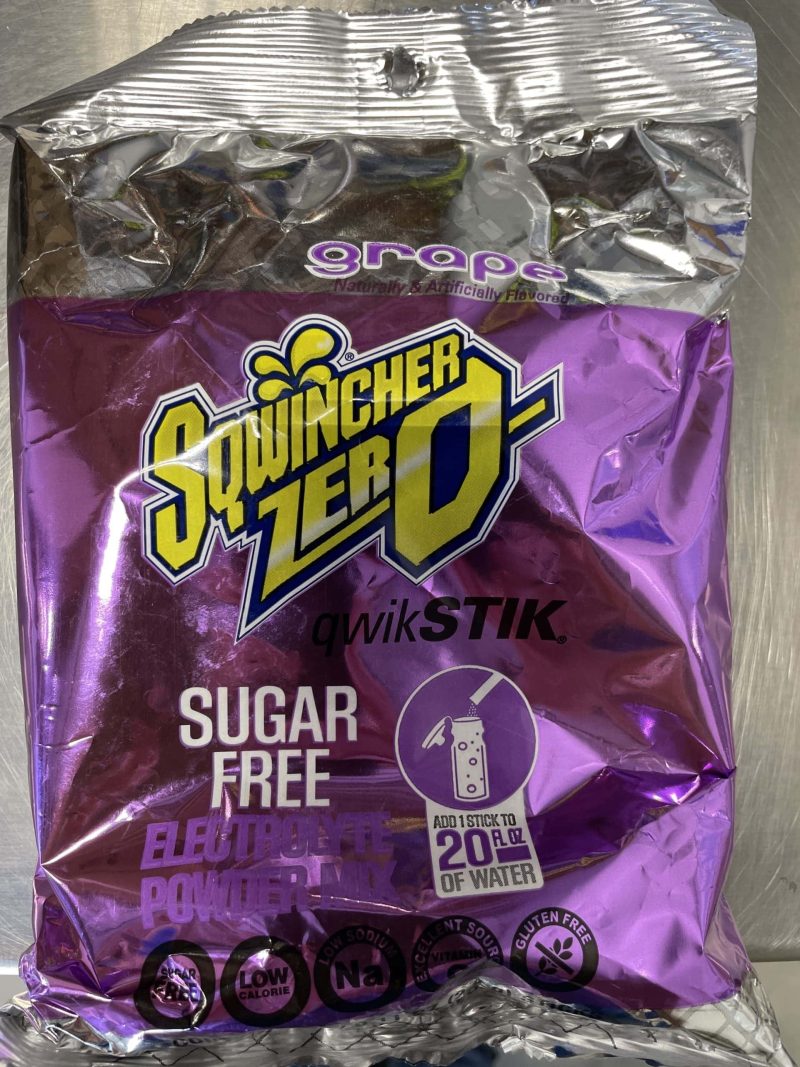 grape
Naturally & Artificially Flavored
SQWINCHER®
ZERO
qwikSTIK®
SUGAR
FREE
ELECTROLYTE
POWDER MIX
ADD 1 STICK TO
20 FL OZ
OF WATER
SUGAR
FREE
LOW
CALORIE
LOW SODIUM
Na
EXCELLENT SOURCE
VITAMIN
C
GLUTEN FREE